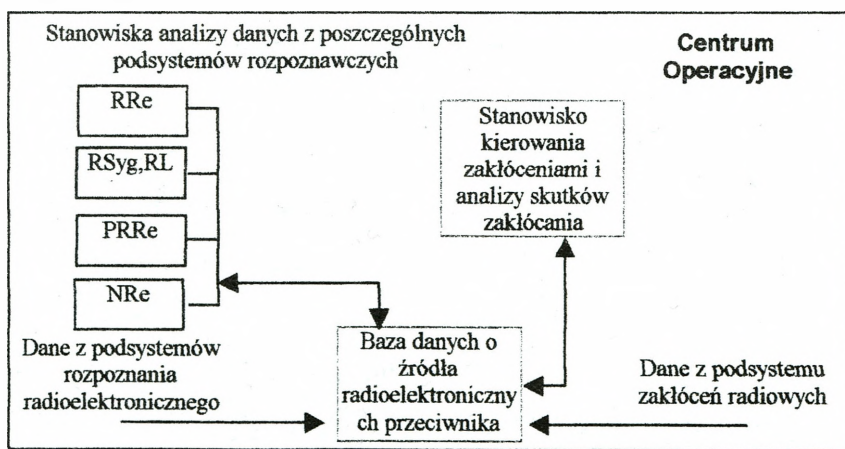 Stanowiska analizy danych z poszczególnych
podsystemów rozpoznawczych
Centrum
Operacyjne
RRe
RSyg,RL
PRRe
NRe
Stanowisko
kierowania
zakłóceniami i
analizy skutków
zakłócania
Dane z podsystemów
rozpoznania
radioelektronicznego
Baza danych o
źródła
radioelektroniczny
ch przeciwnika
Dane z podsystemu
zakłóceń radiowych